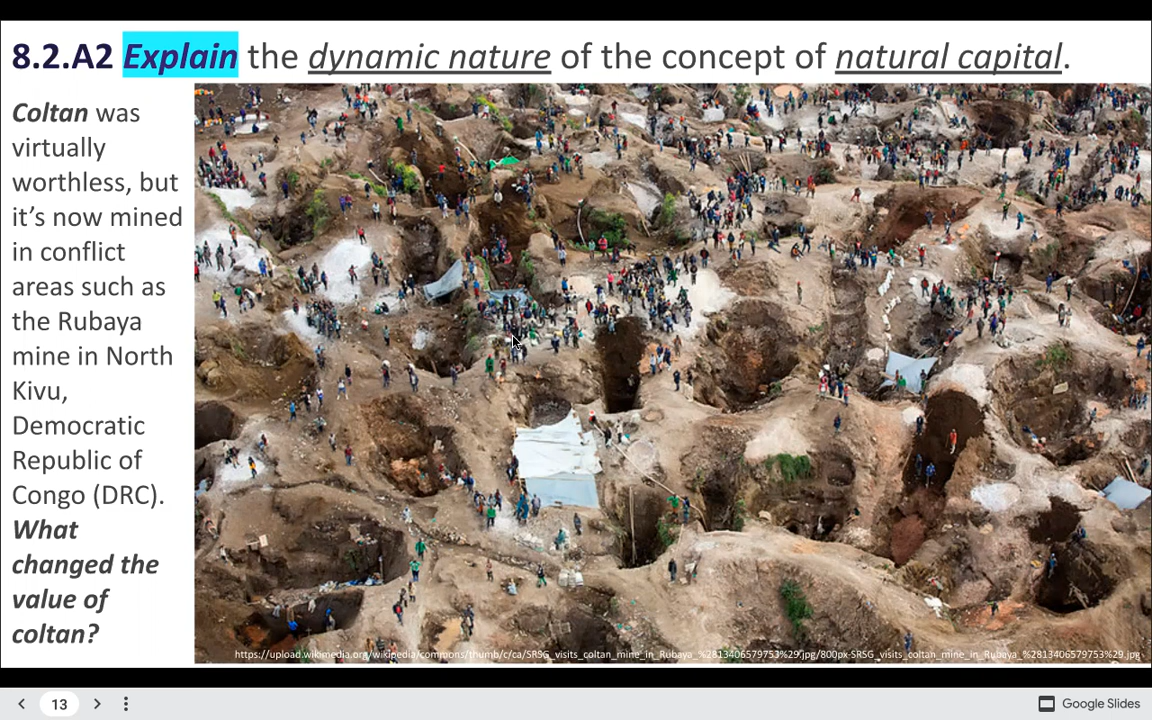 8.2.A2 Explain the dynamic nature of the concept of natural capital.
Coltan was
virtually
worthless, but
it’s now mined
in conflict
areas such as
the Rubaya
mine in North
Kivu,
Democratic
Republic of
Congo (DRC).
What
changed the
value of
coltan?
https://upload.wikimedia.org/wikipedia/commons/thumb/c/ca/SRSG_visits_coltan_mine_in_Rubaya_%2813406579753%29.jpg/800px-SRSG_visits_coltan_mine_in_Rubaya_%2813406579753%29.jpg
13
Google Slides